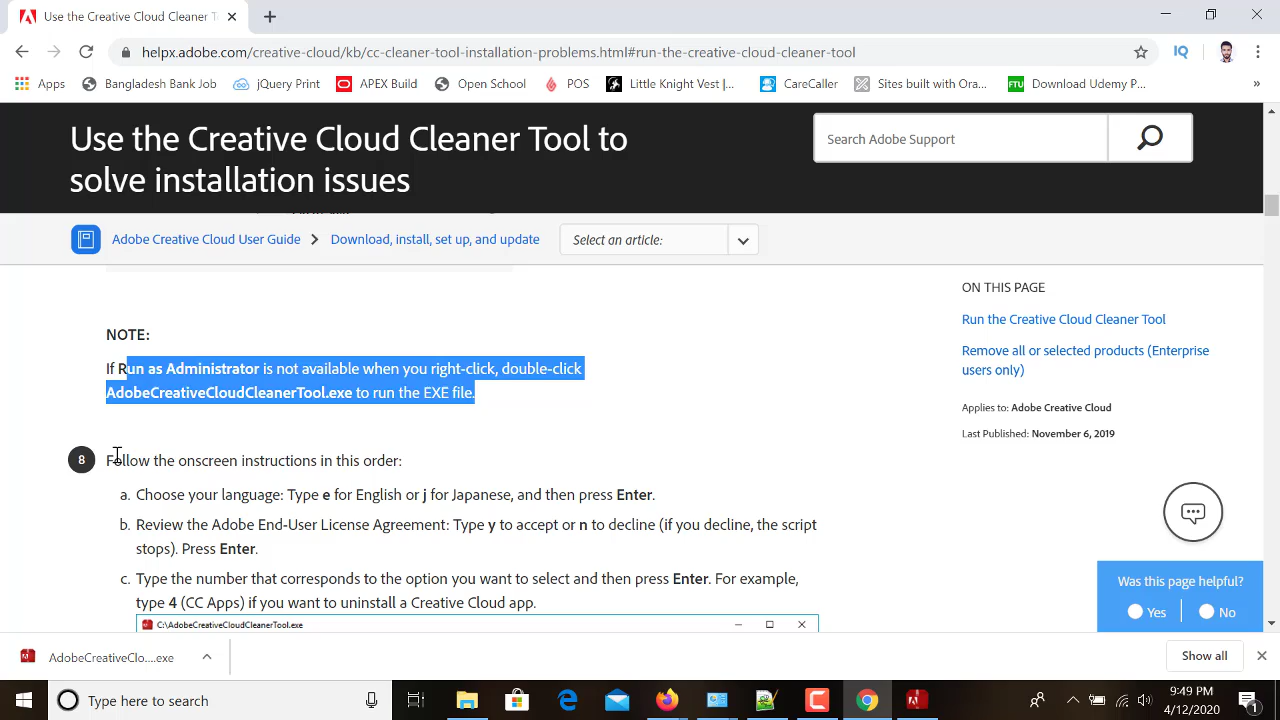 Use the Creative Cloud Cleaner T
helpx.adobe.com/creative-cloud/kb/cc-cleaner-tool-installation-problems.html#run-the-creative-cloud-cleaner-tool
IQ
Apps
Bangladesh Bank Job
jQuery Print
APEX Build
Open School
POS
Little Knight Vest |...
CareCaller
Sites built with Ora...
FTU
Download Udemy P...
»
Use the Creative Cloud Cleaner Tool to
solve installation issues
Search Adobe Support
Adobe Creative Cloud User Guide
Download, install, set up, and update
Select an article:
NOTE:
If Run as Administrator is not available when you right-click, double-click
AdobeCreativeCloudCleanerTool.exe to run the EXE file.
8
Follow the onscreen instructions in this order:
a. Choose your language: Type e for English or j for Japanese, and then press Enter.
b. Review the Adobe End-User License Agreement: Type y to accept or n to decline (if you decline, the script
stops). Press Enter.
c. Type the number that corresponds to the option you want to select and then press Enter. For example,
type 4 (CC Apps) if you want to uninstall a Creative Cloud app.
C:\AdobeCreativeCloudCleanerTool.exe
ON THIS PAGE
Run the Creative Cloud Cleaner Tool
Remove all or selected products (Enterprise
users only)
Applies to: Adobe Creative Cloud
Last Published: November 6, 2019
Was this page helpful?
Yes
No
AdobeCreativeClo....exe
Show all
Type here to search
9:49 PM
4/12/2020
1